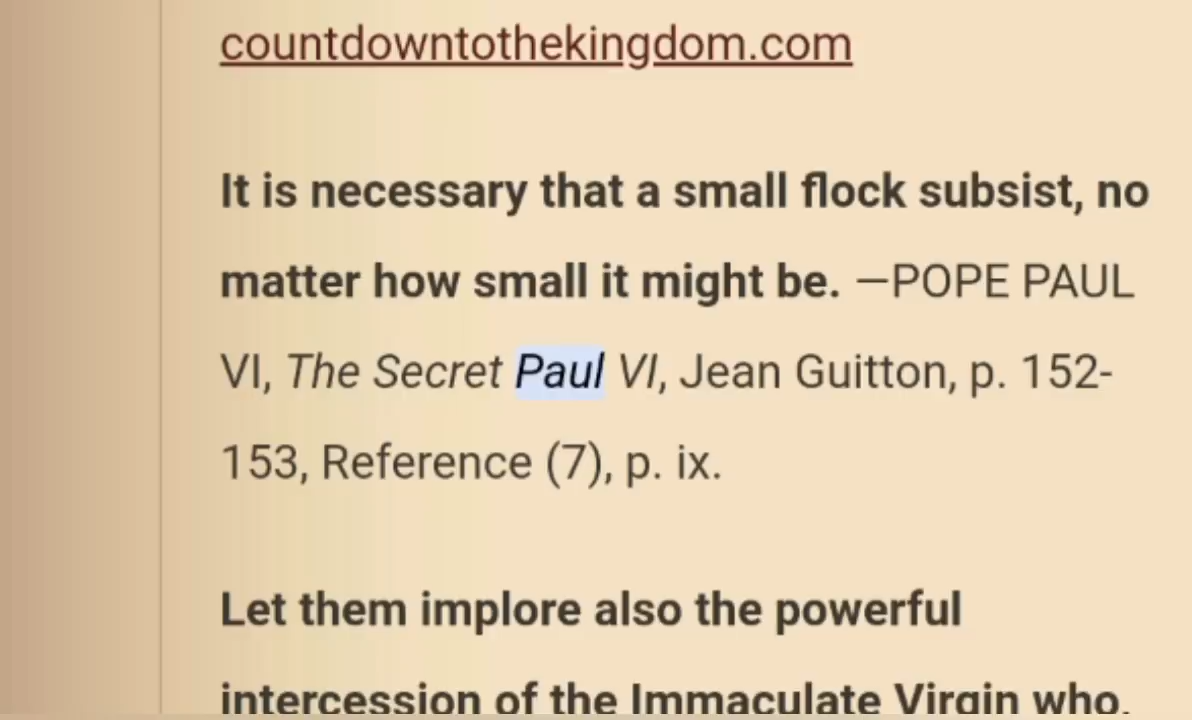 countdowntothekingdom.com
It is necessary that a small flock subsist, no
matter how small it might be. —POPE PAUL
VI, The Secret Paul VI, Jean Guitton, p. 152-
153, Reference (7), p. ix.
Let them implore also the powerful
intercession of the Immaculate Virgin who,